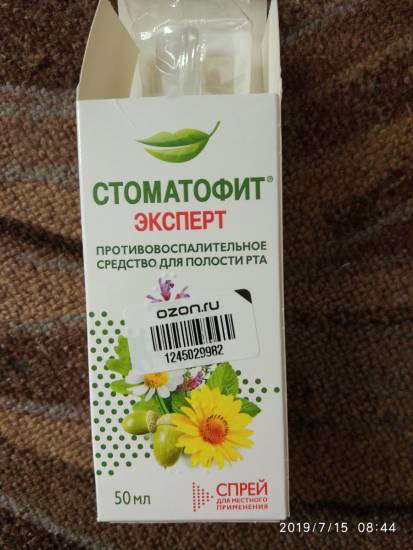 СТОМАТОФИТ®
ЭКСПЕРТ
ПРОТИВОВОСПАЛИТЕЛЬНОЕ
СРЕДСТВО ДЛЯ ПОЛОСТИ РТА
ozon.ru
1245029982
50 мл
СПРЕЙ
ДЛЯ МЕСТНОГО
ПРИМЕНЕНИЯ
2019/7/15 08:44